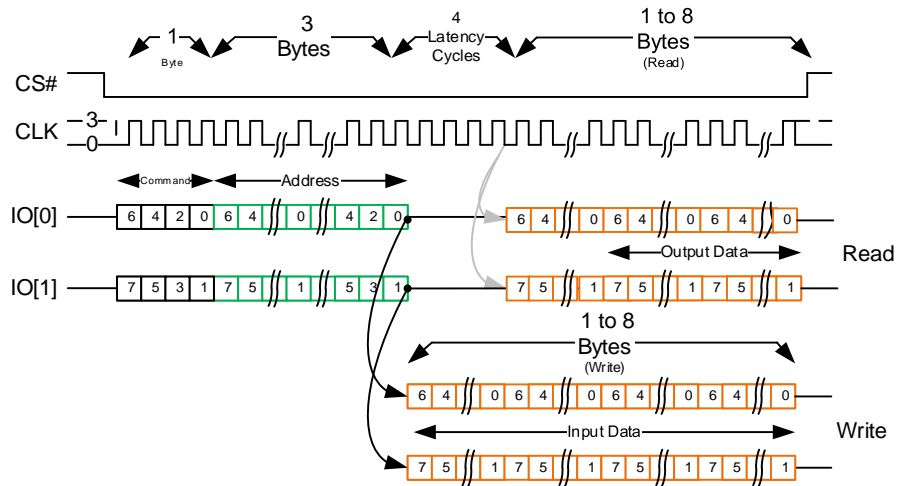 1 3 4 1 to 8
Byte Bytes Latency Cycles Bytes
(Read)
CS#
CLK 3
0
Command Address
IO[0] 6 4 2 0 6 4 0 4 2 0 6 4 0 6 4 0 6 4 0
Output Data Read
IO[1] 7 5 3 1 7 5 1 5 3 1 7 5 1 7 5 1 7 5 1
1 to 8
Bytes
(Write)
6 4 0 6 4 0 6 4 0 6 4 0
Input Data Write
7 5 1 7 5 1 7 5 1 7 5 1